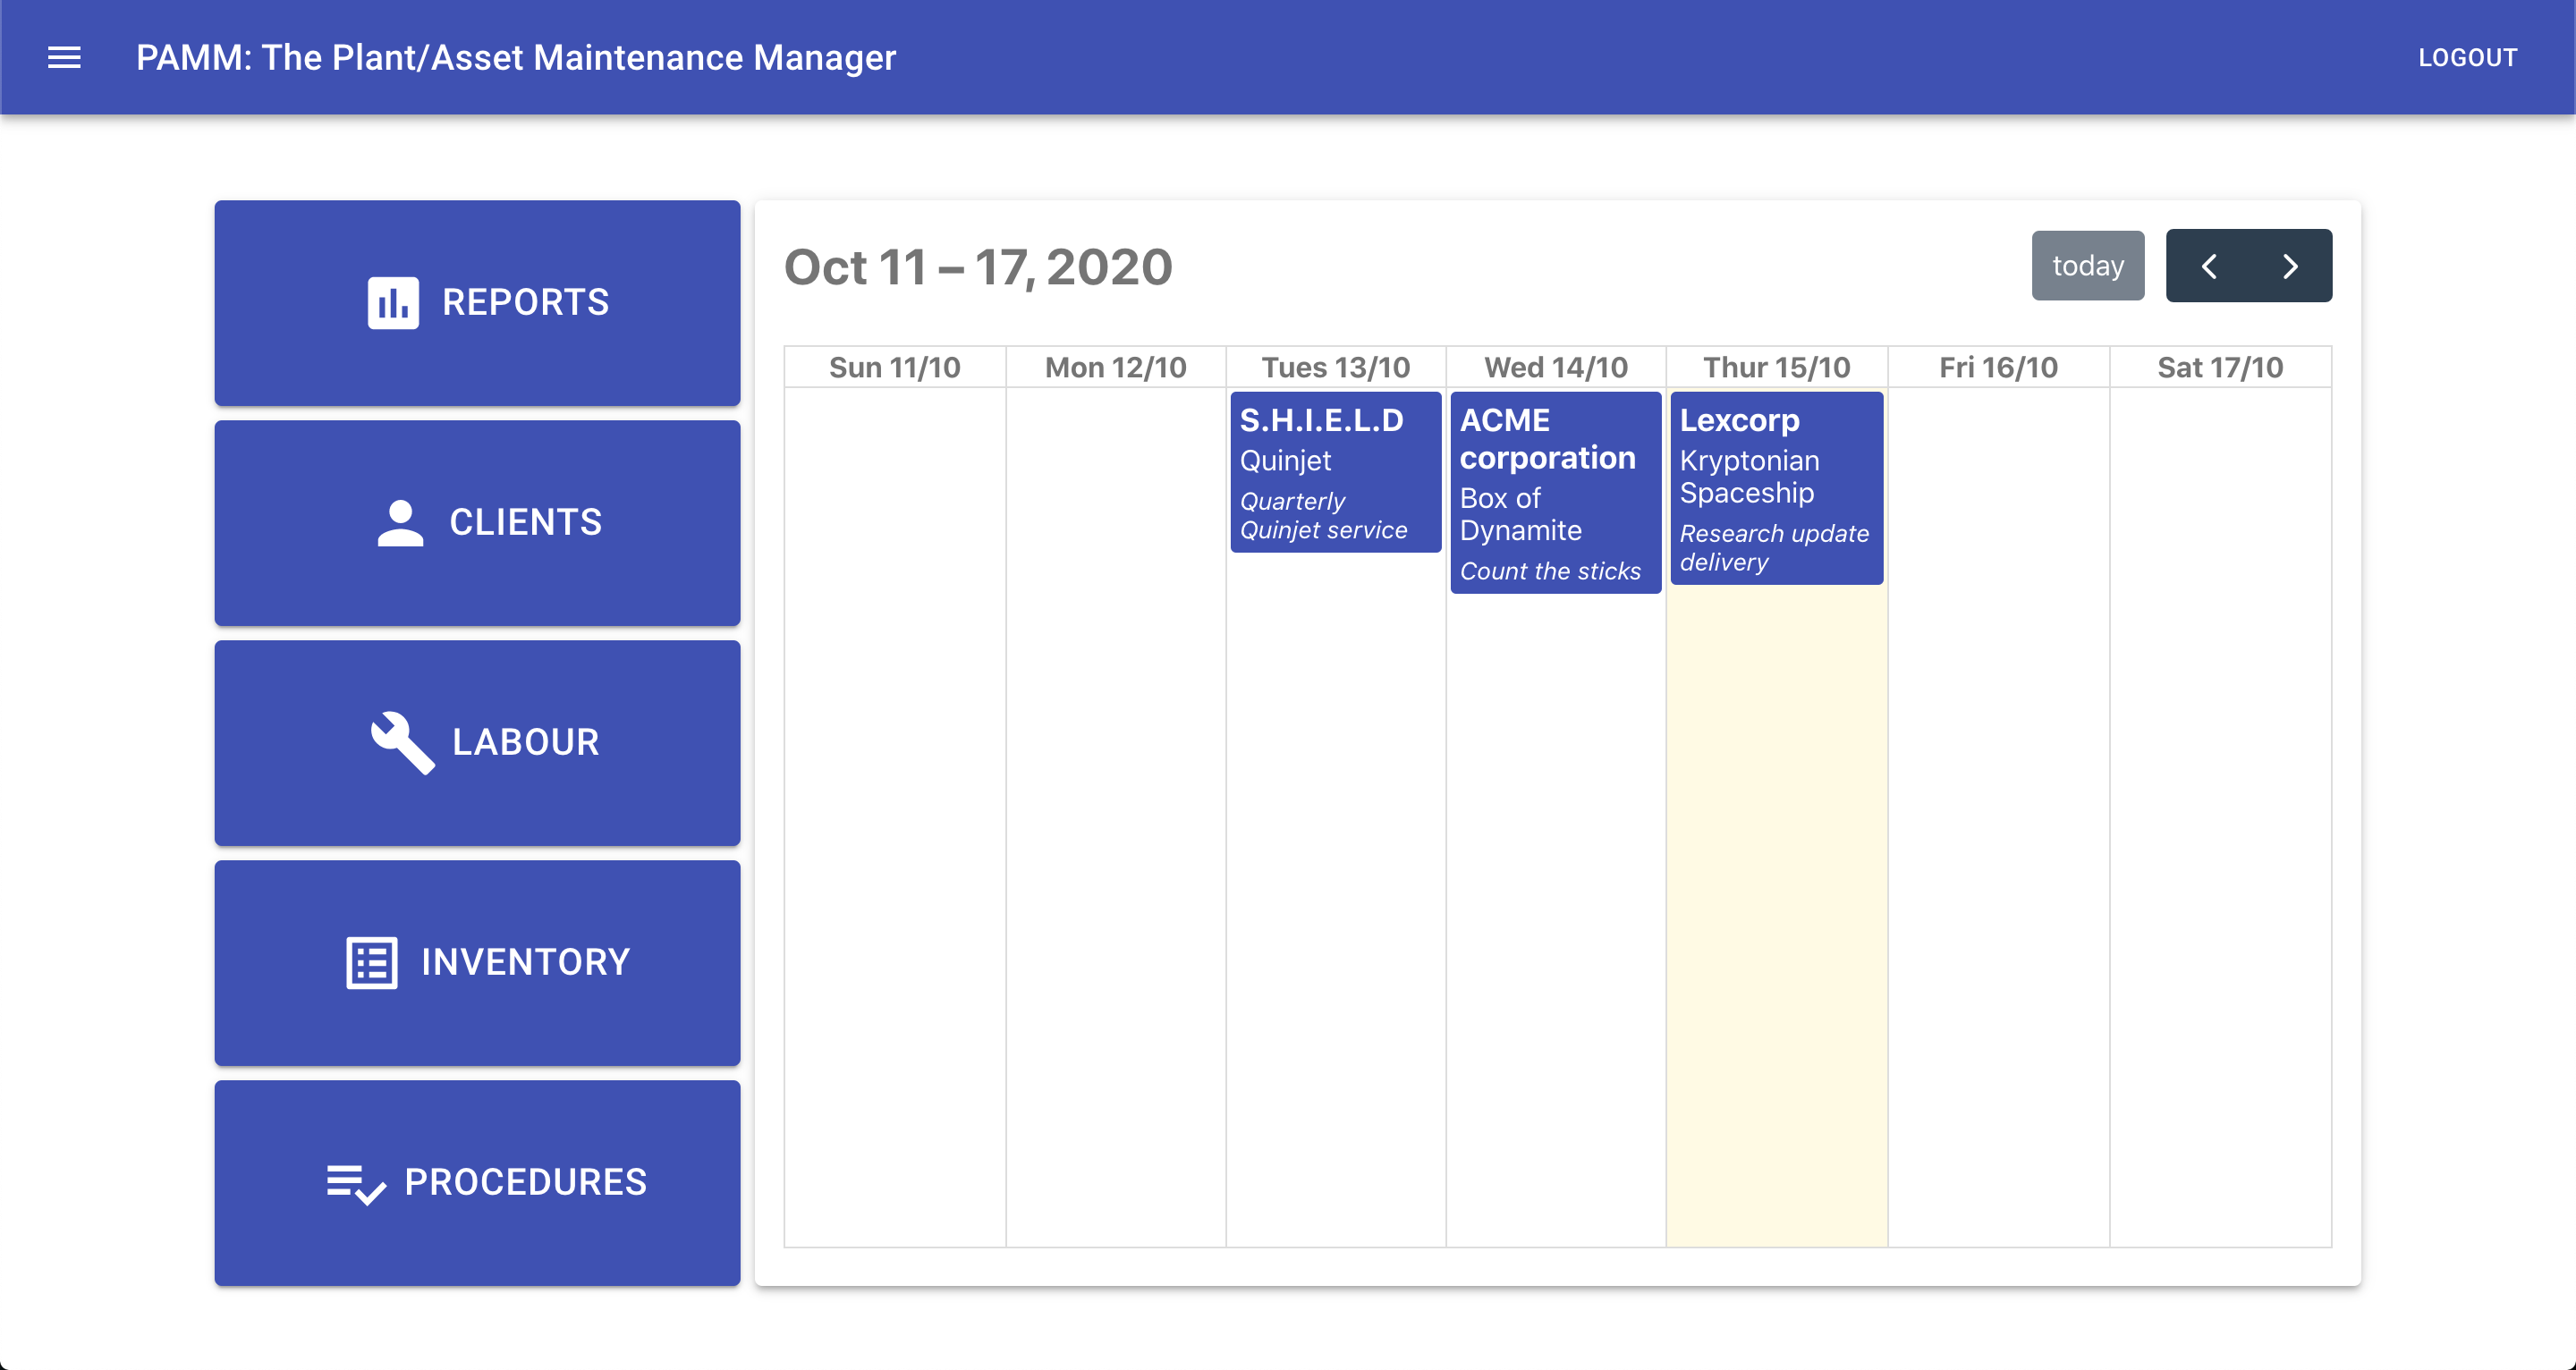 PAMM: The Plant/Asset Maintenance Manager
LOGOUT
REPORTS
CLIENTS
LABOUR
INVENTORY
PROCEDURES
Oct 11 – 17, 2020
today
Sun 11/10
Mon 12/10
Tues 13/10
Wed 14/10
Thur 15/10
Fri 16/10
Sat 17/10
S.H.I.E.L.D
Quinjet
Quarterly
Quinjet service
ACME
corporation
Box of
Dynamite
Count the sticks
Lexcorp
Kryptonian
Spaceship
Research update
delivery